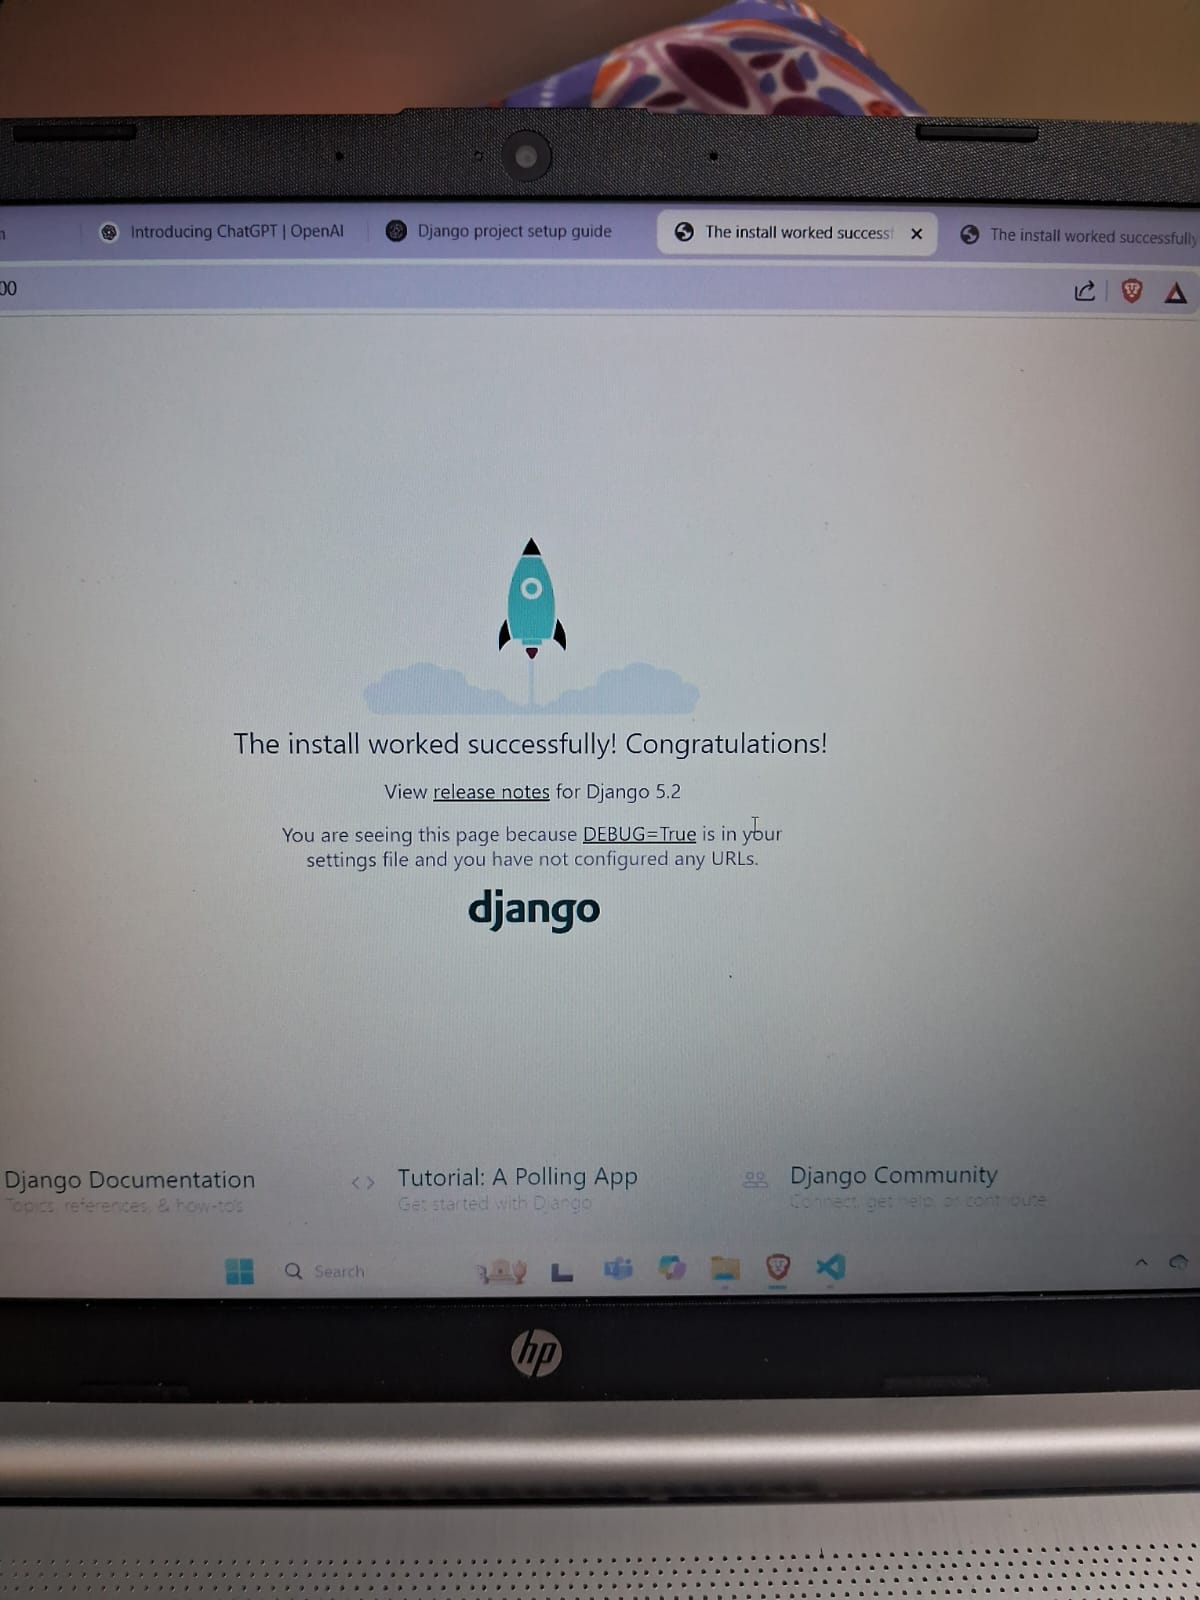 Introducing ChatGPT | OpenAI
Django project setup guide
The install worked success
The install worked successfully
00
The install worked successfully! Congratulations!
View release notes for Django 5.2
You are seeing this page because DEBUG=True is in your
settings file and you have not configured any URLs.
django
Django Documentation
Topics, references, & how-to's
Tutorial: A Polling App
Get started with Django
Django Community
Connect, get help, or contribute
Search
hp